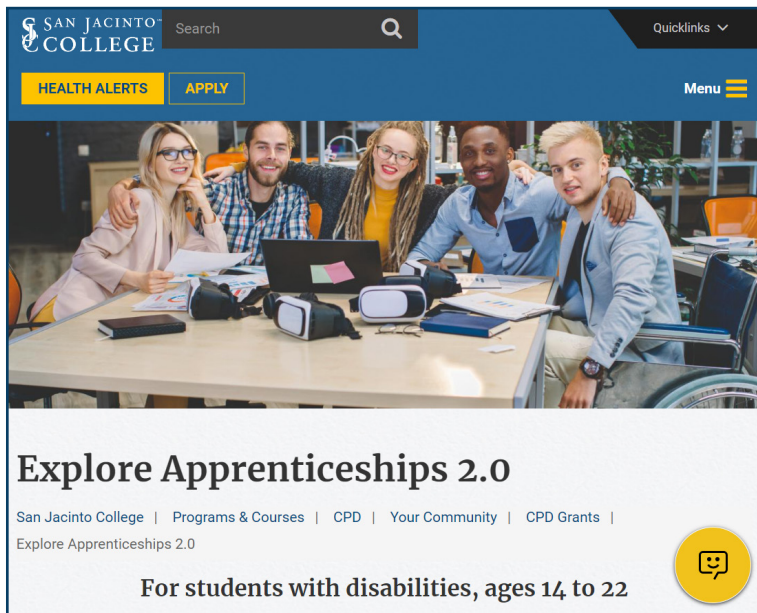 SAN JACINTO
COLLEGE
Search
Quicklinks
HEALTH ALERTS
APPLY
Menu
Explore Apprenticeships 2.0
San Jacinto College | Programs & Courses | CPD | Your Community | CPD Grants |
Explore Apprenticeships 2.0
For students with disabilities, ages 14 to 22